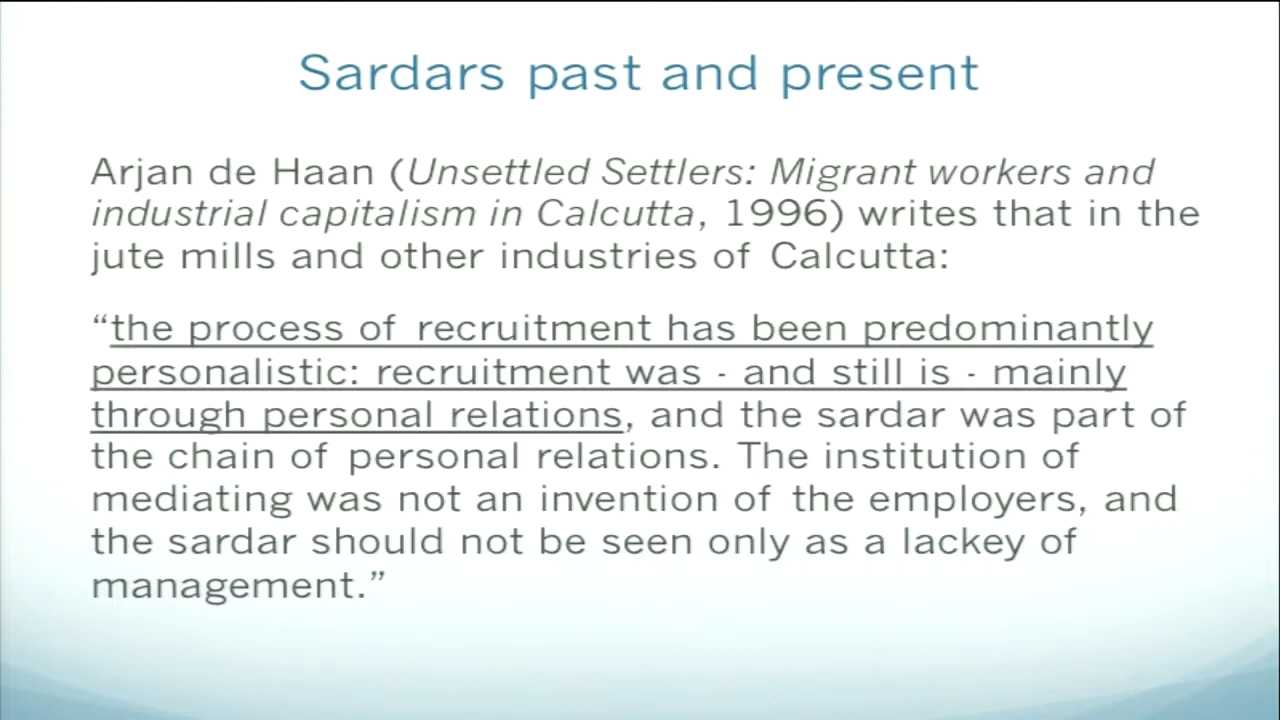 Sardars past and present
Arjan de Haan (Unsettled Settlers: Migrant workers and
industrial capitalism in Calcutta, 1996) writes that in the
jute mills and other industries of Calcutta:
“the process of recruitment has been predominantly
personalistic: recruitment was - and still is - mainly
through personal relations, and the sardar was part of
the chain of personal relations. The institution of
mediating was not an invention of the employers, and
the sardar should not be seen only as a lackey of
management.”